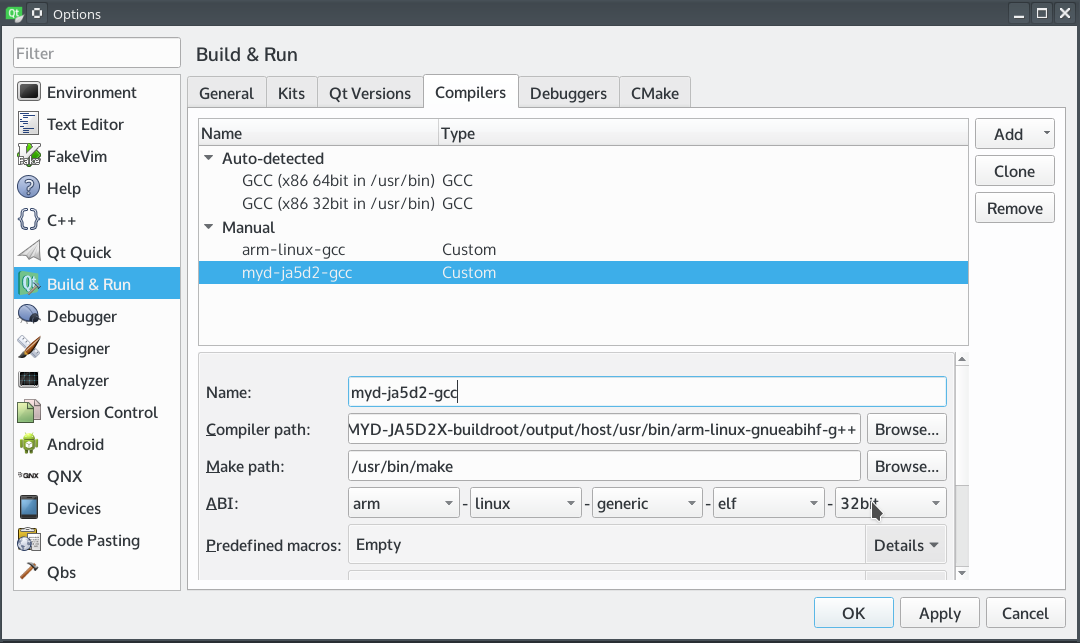 Options
Filter
Environment
Text Editor
FakeVim
Help
C++
Qt Quick
Build & Run
Debugger
Designer
Analyzer
Version Control
Android
QNX
Devices
Code Pasting
Qbs
Build & Run
General Kits Qt Versions Compilers Debuggers CMake
Name Type
Auto-detected
GCC (x86 64bit in /usr/bin) GCC
GCC (x86 32bit in /usr/bin) GCC
Manual
arm-linux-gcc Custom
myd-ja5d2-gcc Custom
Add
Clone
Remove
Name: myd-ja5d2-gcc
Compiler path: MYD-JA5D2X-buildroot/output/host/usr/bin/arm-linux-gnueabihf-g++ Browse...
Make path: /usr/bin/make Browse...
ABI: arm - linux - generic - elf - 32bit
Predefined macros: Empty Details
OK Apply Cancel